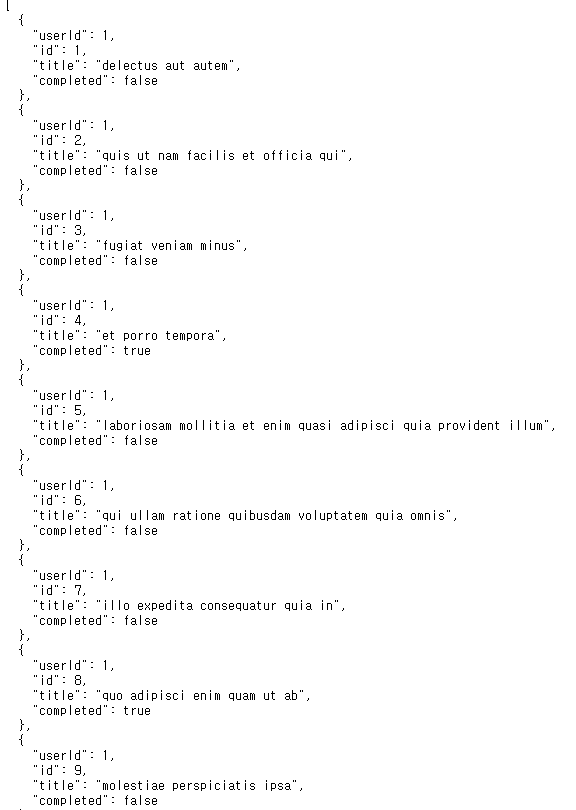 [
  {
    "userId": 1,
    "id": 1,
    "title": "delectus aut autem",
    "completed": false
  },
  {
    "userId": 1,
    "id": 2,
    "title": "quis ut nam facilis et officia qui",
    "completed": false
  },
  {
    "userId": 1,
    "id": 3,
    "title": "fugiat veniam minus",
    "completed": false
  },
  {
    "userId": 1,
    "id": 4,
    "title": "et porro tempora",
    "completed": true
  },
  {
    "userId": 1,
    "id": 5,
    "title": "laboriosam mollitia et enim quasi adipisci quia provident illum",
    "completed": false
  },
  {
    "userId": 1,
    "id": 6,
    "title": "qui ullam ratione quibusdam voluptatem quia omnis",
    "completed": false
  },
  {
    "userId": 1,
    "id": 7,
    "title": "illo expedita consequatur quia in",
    "completed": false
  },
  {
    "userId": 1,
    "id": 8,
    "title": "quo adipisci enim quam ut ab",
    "completed": true
  },
  {
    "userId": 1,
    "id": 9,
    "title": "molestiae perspiciatis ipsa",
    "completed": false